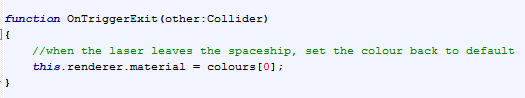 function OnTriggerExit(other:Collider)
{
//when the laser leaves the spaceship, set the colour back to default
this.renderer.material = colours[0];
}